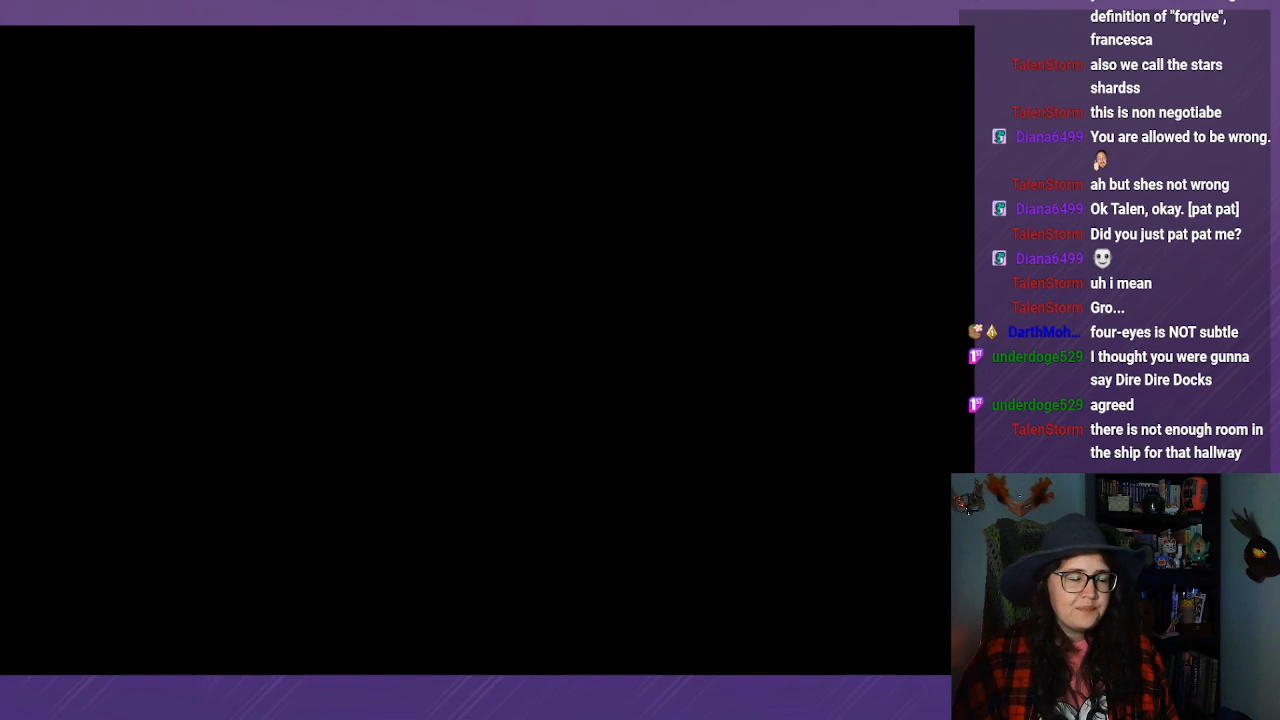 definition of "forgive",
francesca
TalenStorm also we call the stars
shardss
TalenStorm this is non negotiabe
Diana6499 You are allowed to be wrong.
TalenStorm ah but shes not wrong
Diana6499 Ok Talen, okay. [pat pat]
TalenStorm Did you just pat pat me?
Diana6499
TalenStorm uh i mean
TalenStorm Gro...
DarthMoh... four-eyes is NOT subtle
1ST underdoge529 I thought you were gunna
say Dire Dire Docks
1ST underdoge529 agreed
TalenStorm there is not enough room in
the ship for that hallway